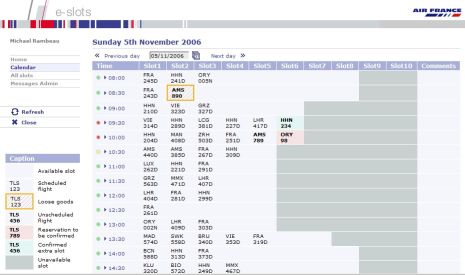 e-slots
AIR FRANCE
Michael Rambeau
Sunday 5th November 2006
« Previous day 05/11/2006 Next day »
Home
Calendar
All slots
Messages Admin
Refresh
Close
Time Slot1 Slot2 Slot3 Slot4 Slot5 Slot6 Slot7 Slot8 Slot9 Slot10 Comments
08:00 FRA HHN ORY
245D 241D 005N
08:30 FRA AMS
243D 890
09:00 HHN VIE GRZ
210D 323D 327D
09:30 VIE HHN LCG HHN LHR HHN
314D 289D 381D 227D 417D 234
10:00 HHN MAN ZRH FRA AMS ORY
204D 408D 503D 251D 789 98
10:30 AMS AMS FRA HHN
440D 385D 267D 309D
11:00 LUX HHN FRA
262D 221D 291D
11:30 GRZ MMX LHR
563D 471D 407D
12:00 LHR FRA HHN
404D 281D 299D
12:30 FRA
261D
13:00 ORY LHR FRA
002N 409D 303D
13:30 MAD SWK BRU VIE FRA
574D 558D 340D 353D 319D
14:00 BCN HHN FRA
588D 313D 373D
14:30 KLU BIO HHN MMX
320D 572D 249D 467D
Caption
Available slot
TLS 123 Scheduled flight
TLS 123 Loose goods
TLS 456 Unscheduled flight
TLS 789 Reservation to be confirmed
TLS 456 Confirmed extra slot
Unavailable slot